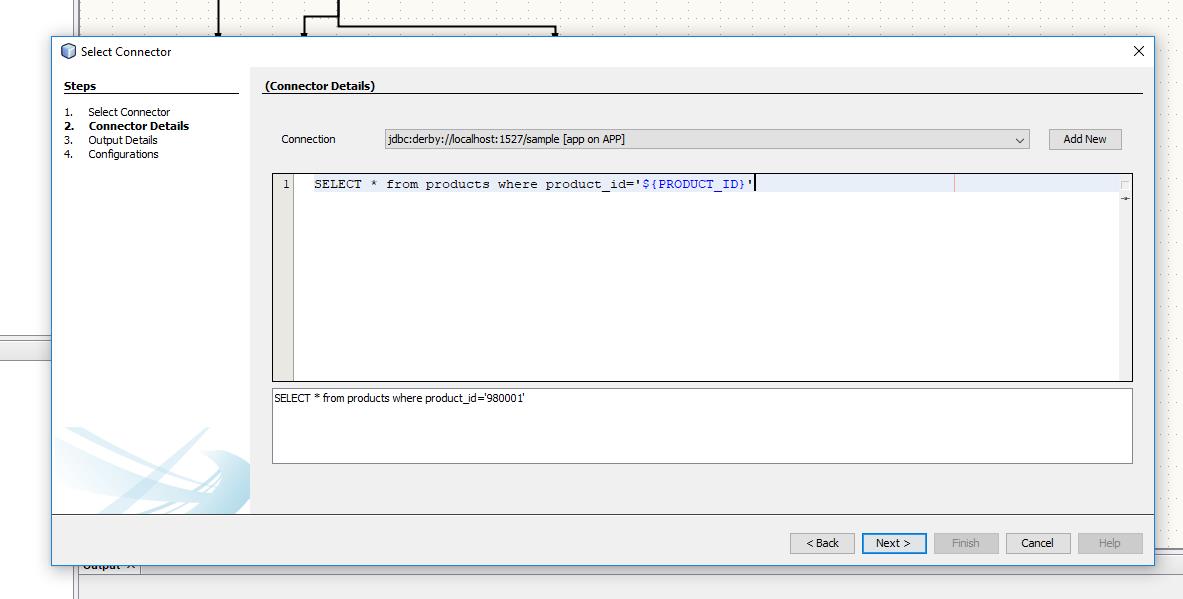 Select Connector
Steps
1. Select Connector
2. Connector Details
3. Output Details
4. Configurations
(Connector Details)
Connection
jdbc:derby://localhost:1527/sample [app on APP]
Add New
1 SELECT * from products where product_id='${PRODUCT_ID}'
SELECT * from products where product_id='980001'
< Back
Next >
Finish
Cancel
Help
Output